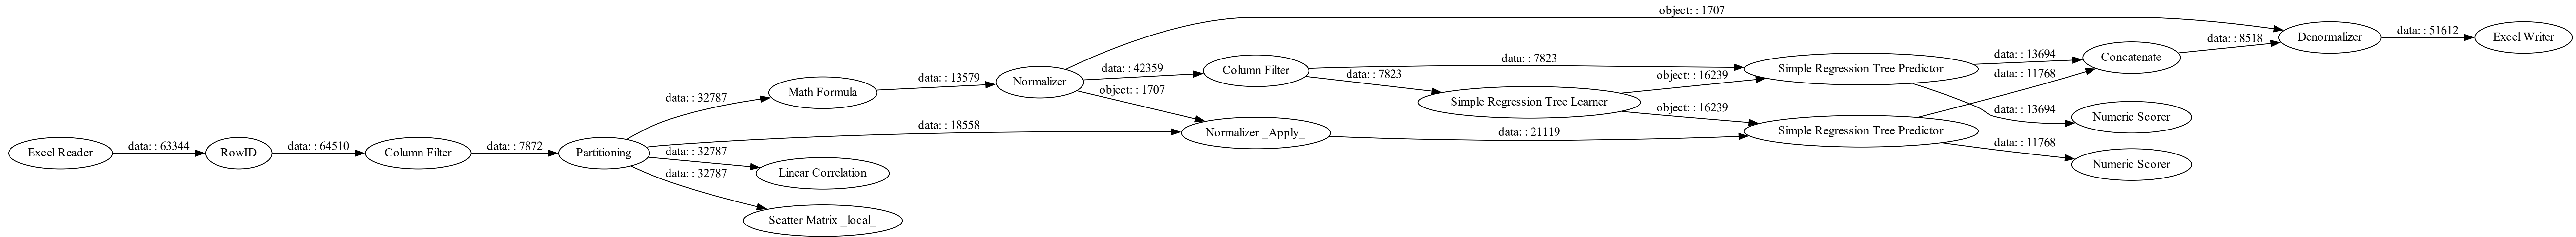 object: : 1707
Denormalizer
data: : 51612
Excel Writer
data: : 8518
data: : 13694
Concatenate
data: : 7823
data: : 42359
Column Filter
Simple Regression Tree Predictor
data: : 11768
data: : 7823
object: : 16239
data: : 13579
Normalizer
Math Formula
object: : 1707
Simple Regression Tree Learner
data: : 32787
object: : 16239
data: : 13694
Numeric Scorer
data: : 18558
Normalizer _Apply_
data: : 21119
Simple Regression Tree Predictor
data: : 11768
Excel Reader
data: : 63344
RowID
data: : 64510
Column Filter
data: : 7872
Partitioning
data: : 32787
Numeric Scorer
Linear Correlation
data: : 32787
Scatter Matrix _local_